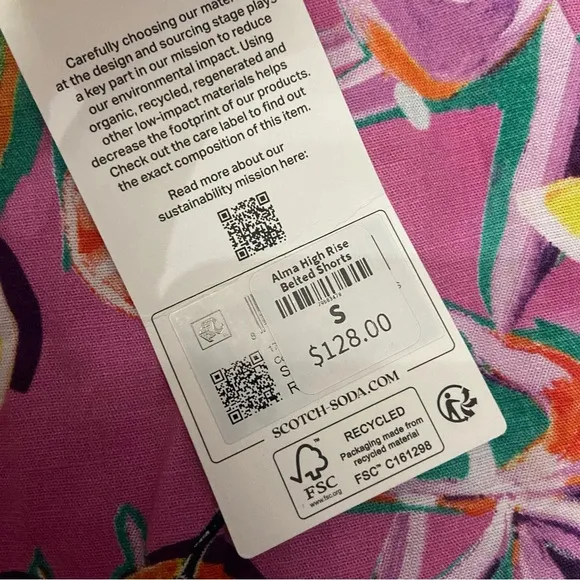 Carefully choosing our
at the design and sourcing stage plays
a key part in our mission to reduce
our environmental impact. Using
organic, recycled, regenerated and
other low-impact materials helps
decrease the footprint of our products.
Check out the care label to find out
the exact composition of this item.
Read more about our
sustainability mission here:
Alma High Rise
Belted Shorts
S
$128.00
S
R
SCOTCH-SODA.COM
FSC™
www.fsc.org
RECYCLED
Packaging made from
recycled material
FSC™ C161298